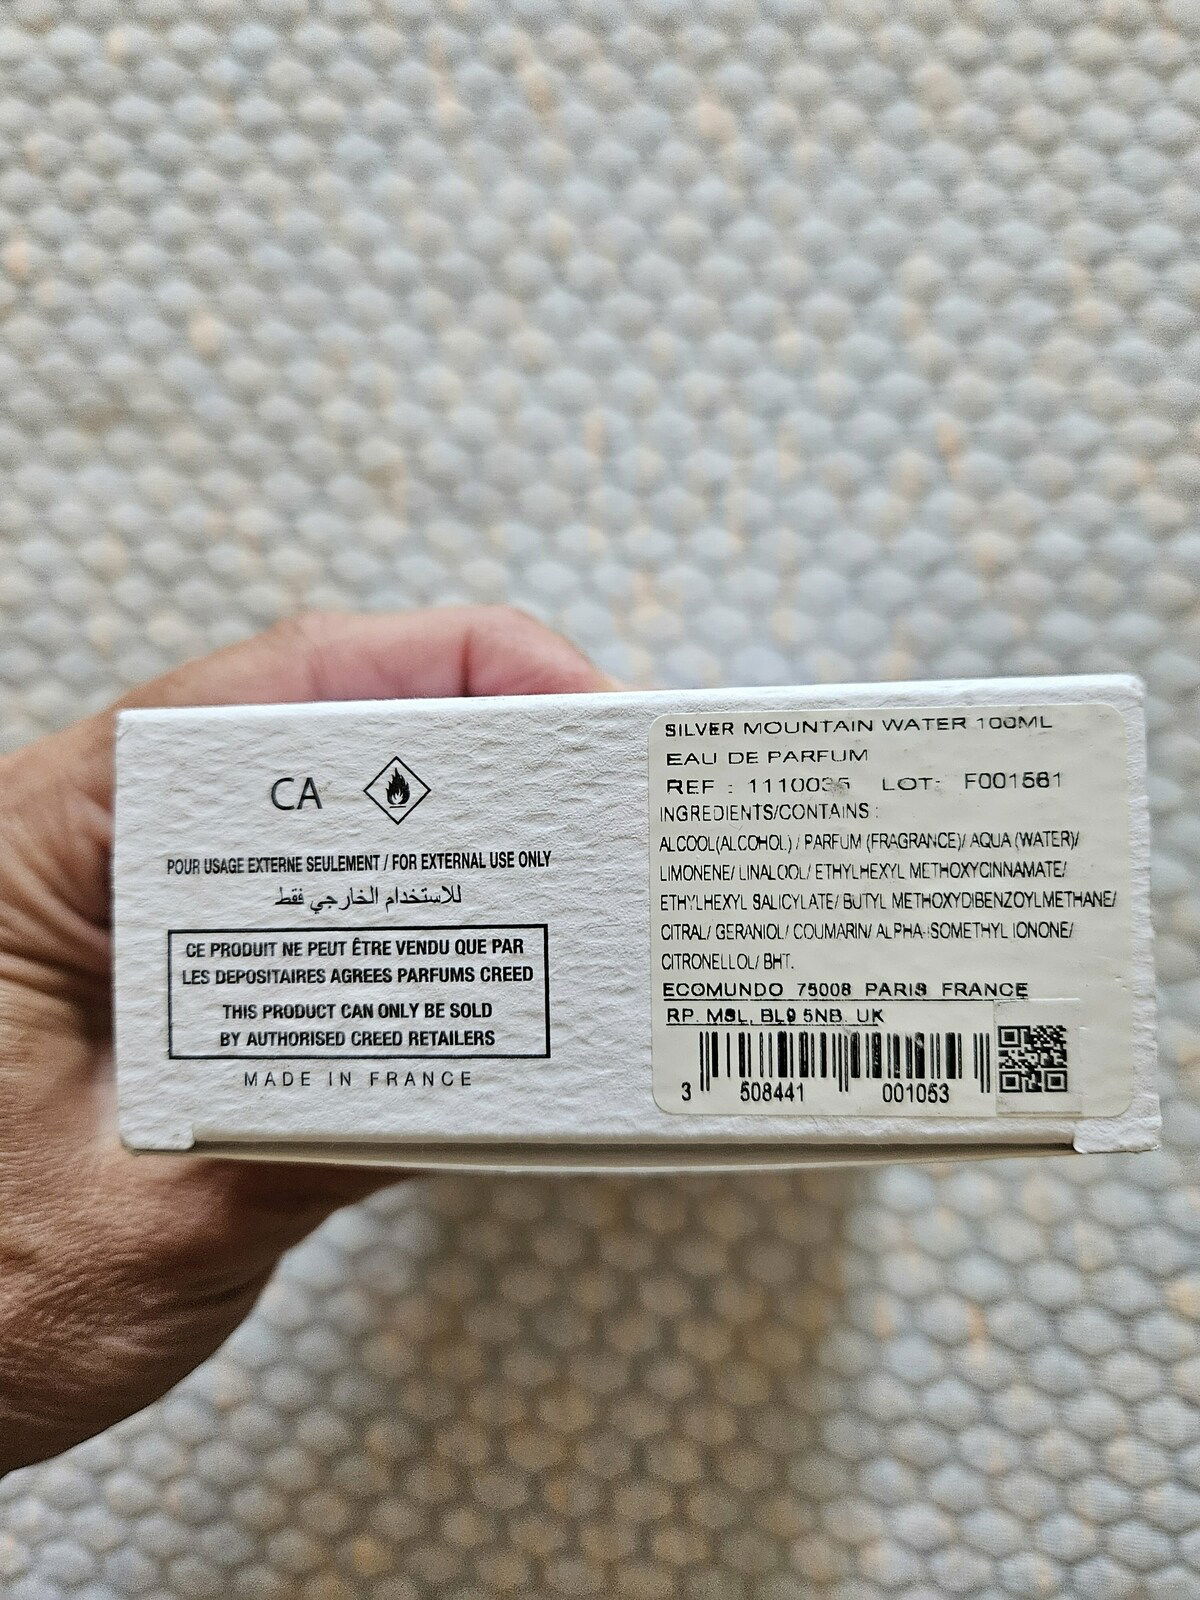 CA
POUR USAGE EXTERNE SEULEMENT / FOR EXTERNAL USE ONLY
للاستخدام الخارجي فقط
CE PRODUIT NE PEUT ÊTRE VENDU QUE PAR
LES DEPOSITAIRES AGREES PARFUMS CREED
THIS PRODUCT CAN ONLY BE SOLD
BY AUTHORISED CREED RETAILERS
MADE IN FRANCE
SILVER MOUNTAIN WATER 100ML
EAU DE PARFUM
REF : LOT: F001561
INGREDIENTS/CONTAINS :
ALCOOL(ALCOHOL) / PARFUM (FRAGRANCE)/ AQUA (WATER)/
LIMONENE/ LINALOOL/ ETHYLHEXYL METHOXYCINNAMATE/
ETHYLHEXYL SALICYLATE/ BUTYL METHOXYDIBENZOYLMETHANE/
CITRAL/ GERANIOL/ COUMARIN/ ALPHA-ISOMETHYL IONONE/
CITRONELLOL/ BHT.
ECOMUNDO 75008 PARIS FRANCE
RP. MSL, BL9 5NB. UK
3 508441 001053